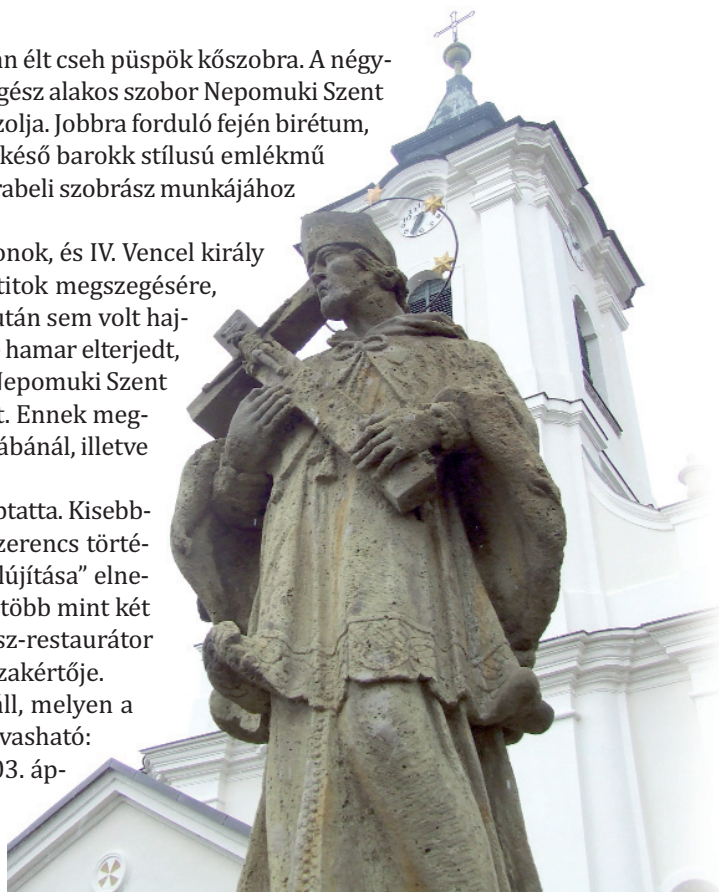 an élt cseh püspök kőszobra. A négy-
gész alakos szobor Nepomuki Szent
zolja. Jobbra forduló fején birétum,
késő barokk stílusú emlékmű
rabeli szobrász munkájához
onok, és IV. Vencel király
titok megszegésére,
után sem volt haj-
hamar elterjedt,
Nepomuki Szent
t. Ennek meg-
ábánál, illetve
ptatta. Kisebb-
zerencs törté-
lújítása” elne-
több mint két
sz-restaurátor
zakértője.
áll, melyen a
vasható:
03. áp-